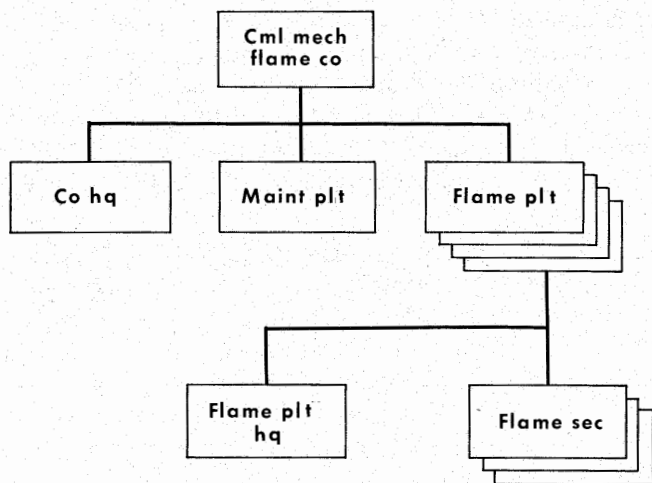 Cml mech
flame co
Co hq
Maint plt
Flame plt
Flame plt
hq
Flame sec